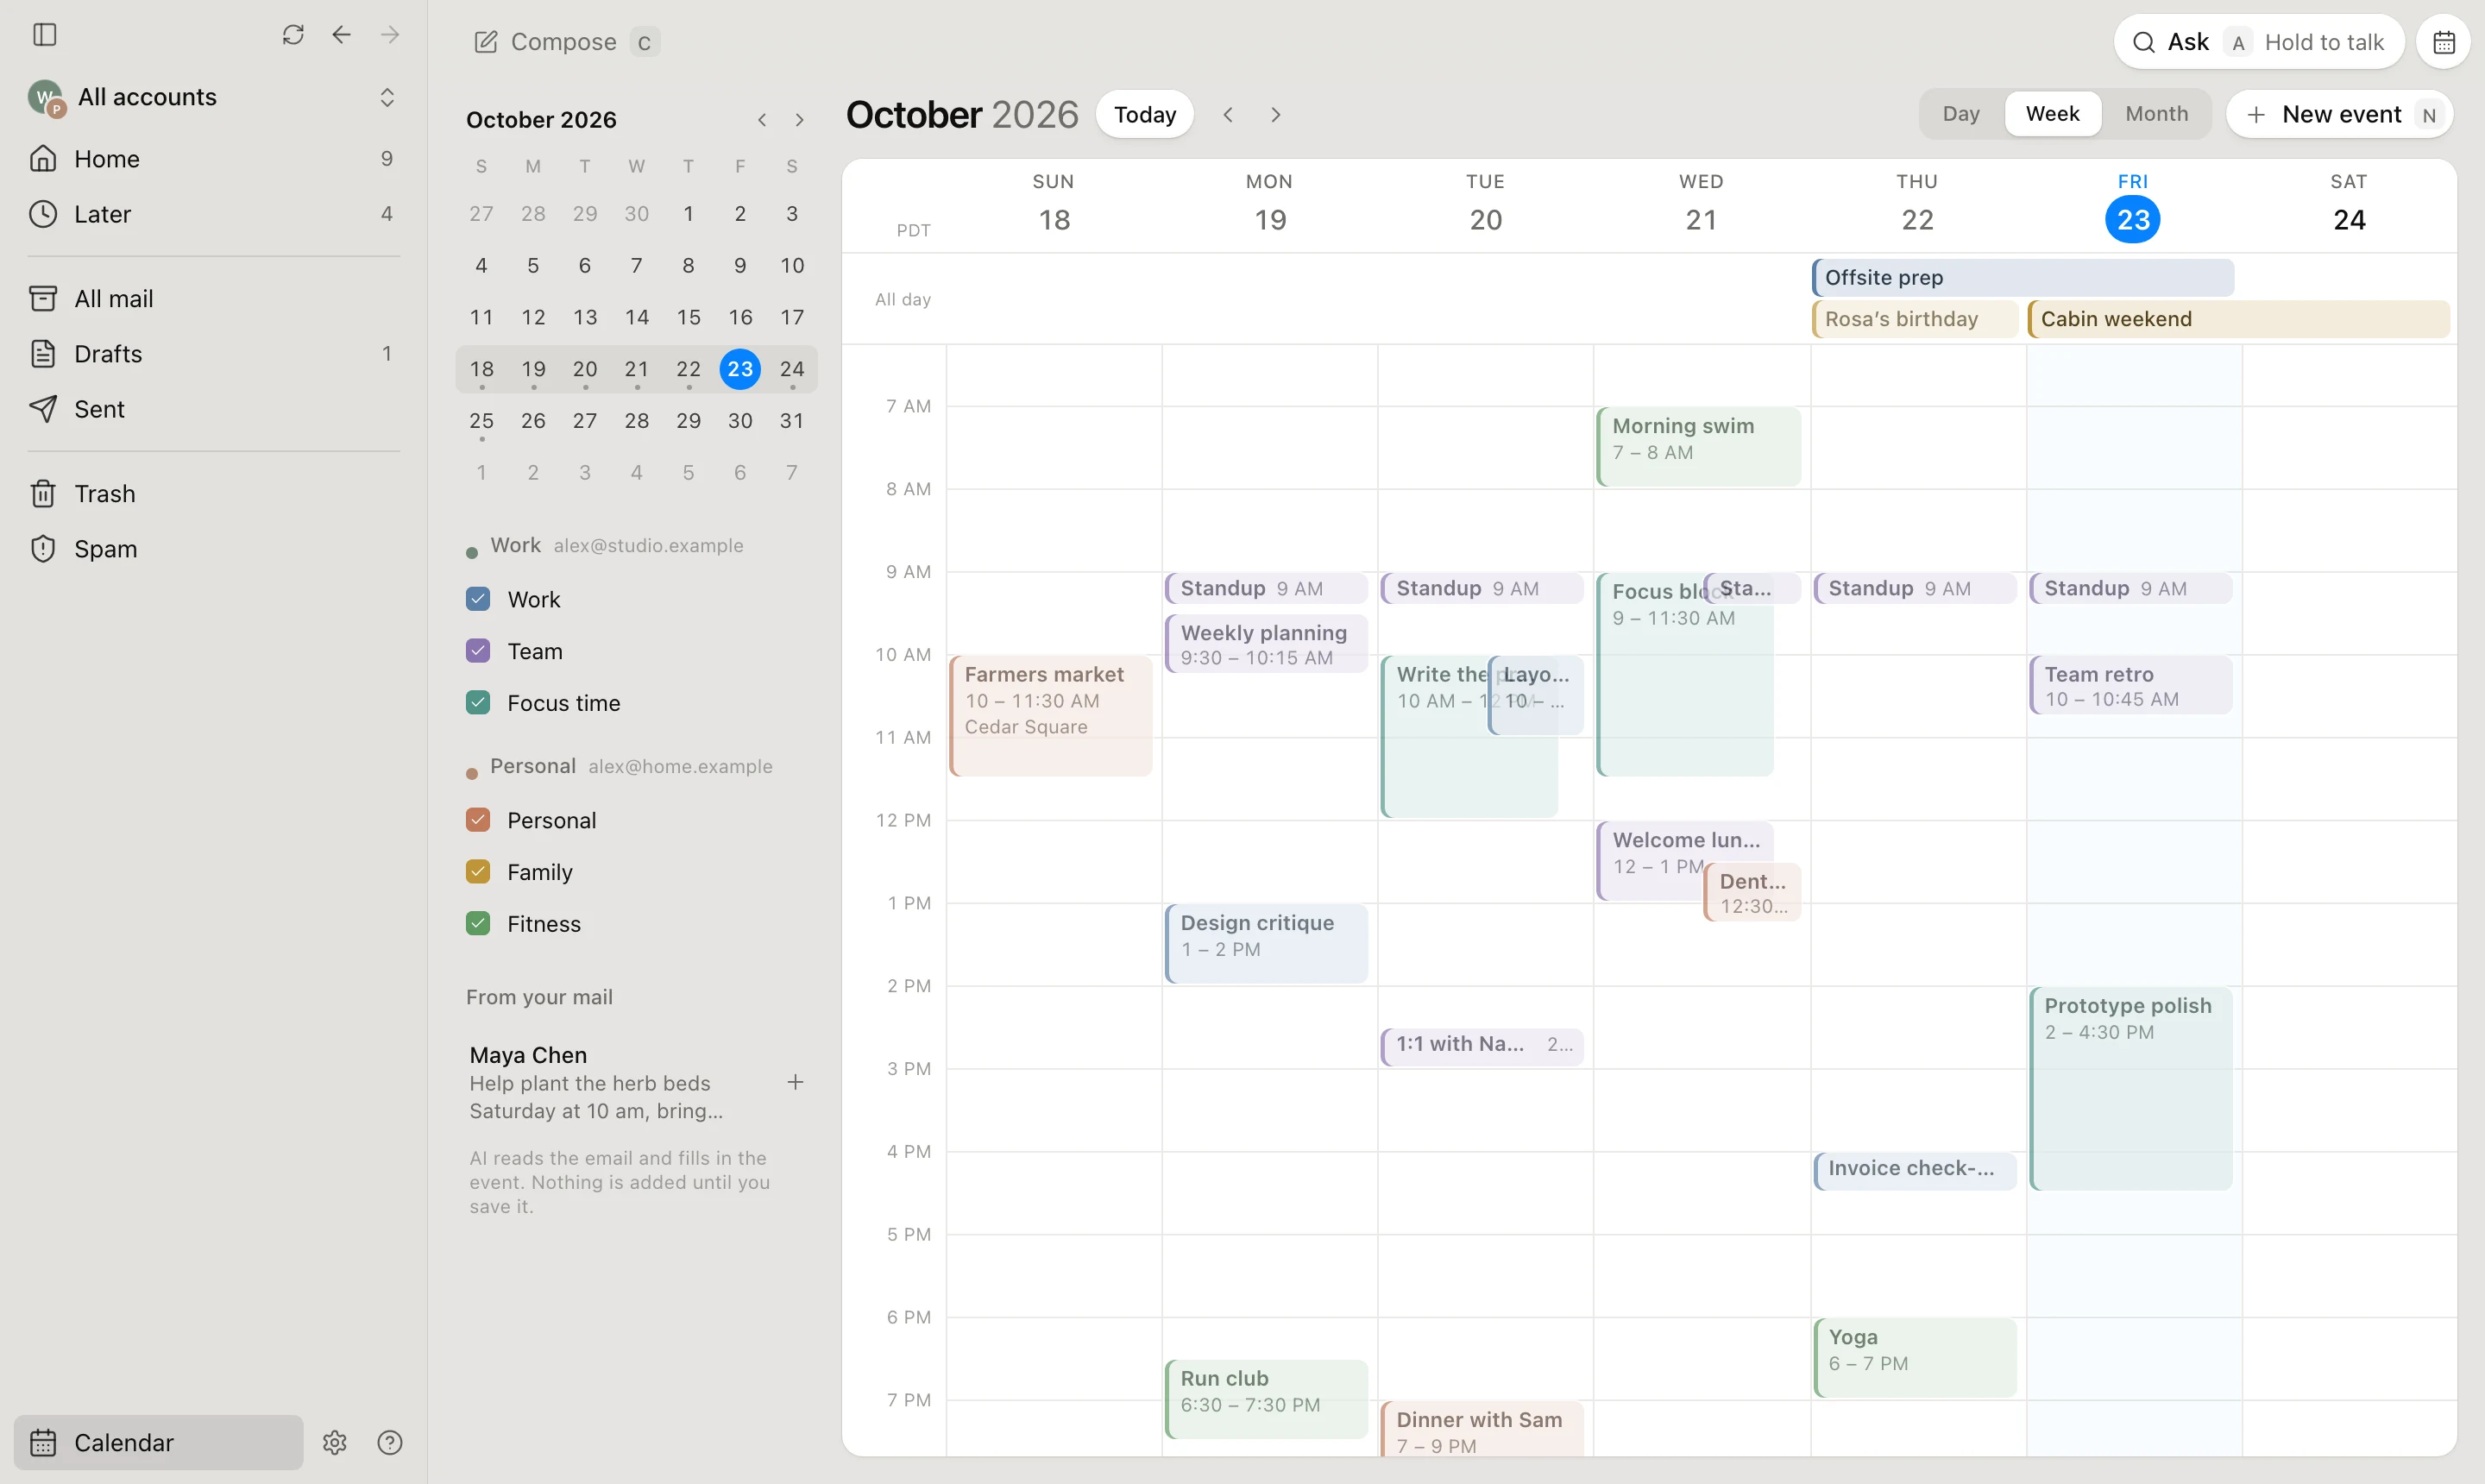 W
P
All accounts
Home 9
Later 4
All mail
Drafts 1
Sent
Trash
Spam
Calendar
Compose C
Ask A Hold to talk
October 2026
S M T W T F S
27 28 29 30 1 2 3
4 5 6 7 8 9 10
11 12 13 14 15 16 17
18 19 20 21 22 23 24
25 26 27 28 29 30 31
1 2 3 4 5 6 7
Work alex@studio.example
Work
Team
Focus time
Personal alex@home.example
Personal
Family
Fitness
From your mail
Maya Chen
Help plant the herb beds
Saturday at 10 am, bring...
AI reads the email and fills in the
event. Nothing is added until you
save it.
October 2026 Today
Day Week Month
New event N
PDT
SUN 18
MON 19
TUE 20
WED 21
THU 22
FRI 23
SAT 24
All day
Offsite prep
Rosa's birthday
Cabin weekend
7 AM
8 AM
9 AM
10 AM
11 AM
12 PM
1 PM
2 PM
3 PM
4 PM
5 PM
6 PM
7 PM
Farmers market
10 – 11:30 AM
Cedar Square
Standup 9 AM
Weekly planning
9:30 – 10:15 AM
Design critique
1 – 2 PM
Run club
6:30 – 7:30 PM
Standup 9 AM
Write the
10 AM – 12 PM
Layo...
10 – ...
1:1 with Na... 2...
Dinner with Sam
7 – 9 PM
Morning swim
7 – 8 AM
Focus block
9 – 11:30 AM
Sta...
Welcome lun...
12 – 1 PM
Dent...
12:30...
Standup 9 AM
Invoice check-...
Yoga
6 – 7 PM
Standup 9 AM
Team retro
10 – 10:45 AM
Prototype polish
2 – 4:30 PM